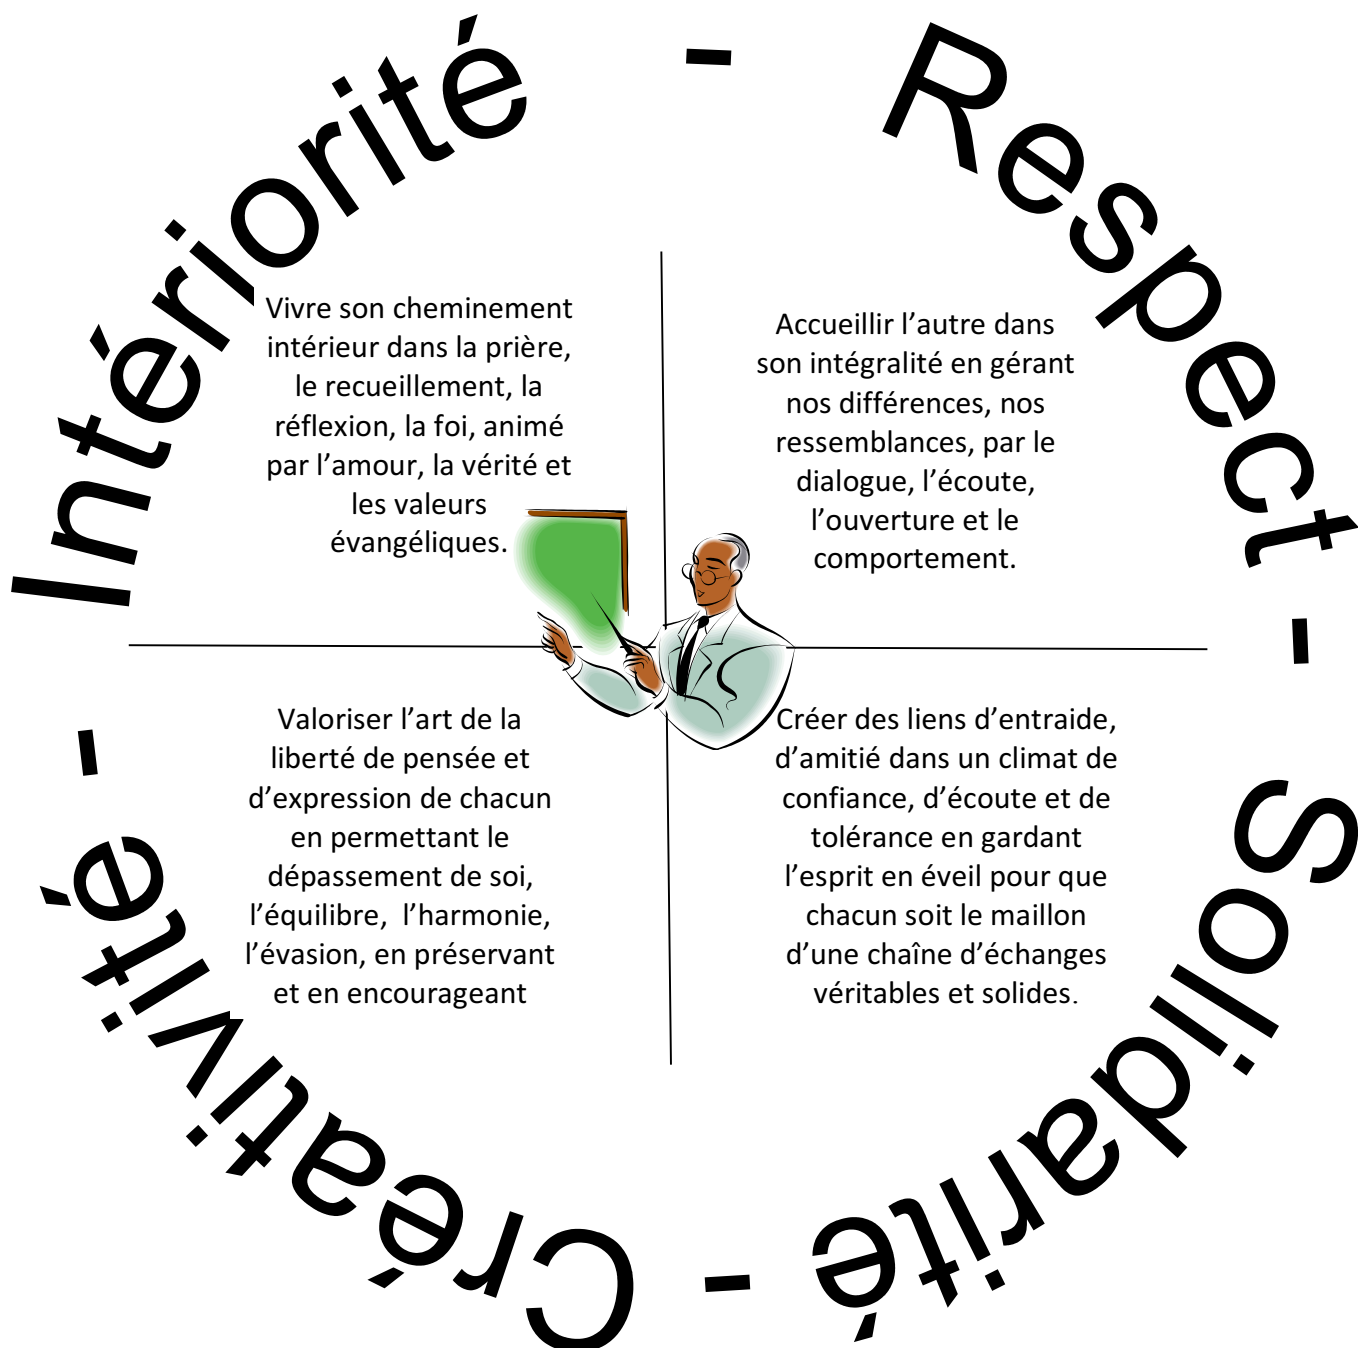 Intériorité - Respect - Solidarité - Créativité -
Vivre son cheminement
intérieur dans la prière,
le recueillement, la
réflexion, la foi, animé
par l’amour, la vérité et
les valeurs
évangéliques.
Accueillir l’autre dans
son intégralité en gérant
nos différences, nos
ressemblances, par le
dialogue, l’écoute,
l’ouverture et le
comportement.
Valoriser l’art de la
liberté de pensée et
d’expression de chacun
en permettant le
dépassement de soi,
l’équilibre, l’harmonie,
l’évasion, en préservant
et en encourageant
Créer des liens d’entraide,
d’amitié dans un climat de
confiance, d’écoute et de
tolérance en gardant
l’esprit en éveil pour que
chacun soit le maillon
d’une chaîne d’échanges
véritables et solides.